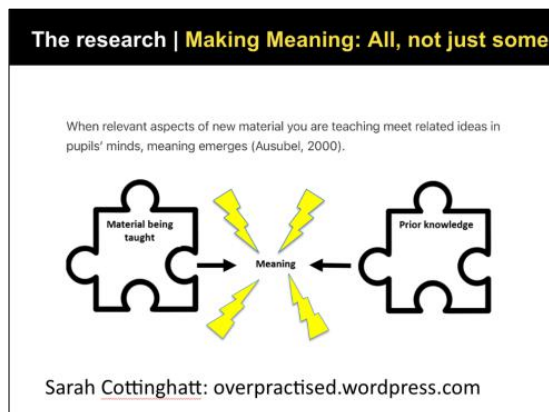 The research | Making Meaning: All, not just some
When relevant aspects of new material you are teaching meet related ideas in
pupils' minds, meaning emerges (Ausubel, 2000).
Material being
taught
Meaning
Prior knowledge
Sarah Cottinghatt: overpractised.wordpress.com